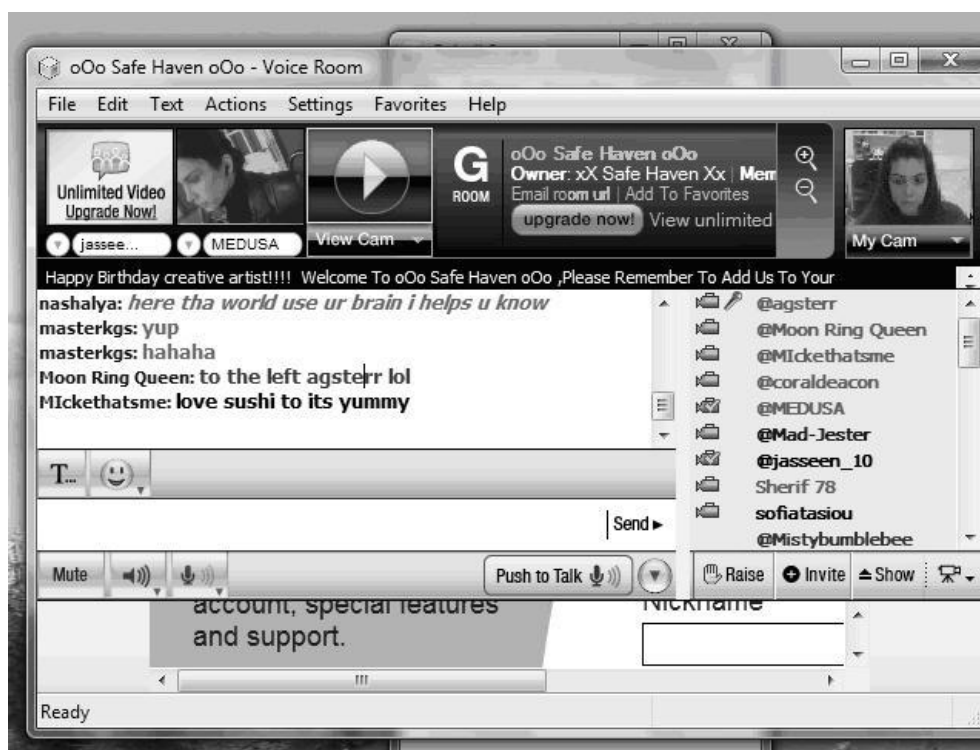 oOo Safe Haven oOo - Voice Room
File Edit Text Actions Settings Favorites Help
Unlimited Video
Upgrade Now!
jassee...
MEDUSA
View Cam
G
ROOM
oOo Safe Haven oOo
Owner: xX Safe Haven Xx | Mem
Email room url | Add To Favorites
upgrade now! View unlimited
My Cam
Happy Birthday creative artist!!!! Welcome To oOo Safe Haven oOo ,Please Remember To Add Us To Your
nashalya: here tha world use ur brain i helps u know
masterkgs: yup
masterkgs: hahaha
Moon Ring Queen: to the left agsterr lol
MIckethatsme: love sushi to its yummy
@agsterr
@Moon Ring Queen
@MIckethatsme
@coraldeacon
@MEDUSA
@Mad-Jester
@jasseen_10
Sherif 78
sofiatasiou
@Mistybumblebee
T...
Send
Mute
Push to Talk
Raise Invite Show
account, special features
and support.
Nickname
Ready